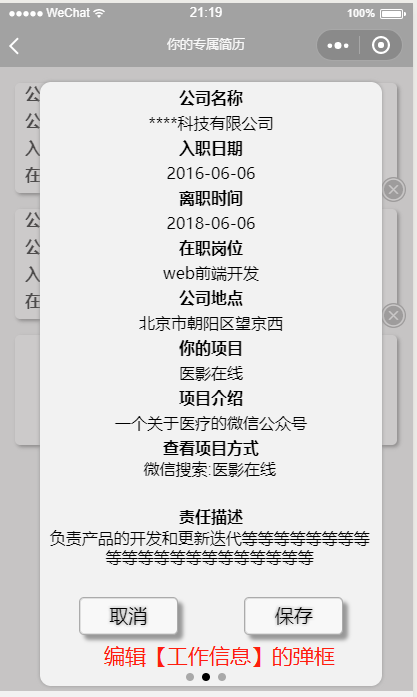 WeChat
21:19
100%
你的专属简历
公司名称
****科技有限公司
入职日期
2016-06-06
离职时间
2018-06-06
在职岗位
web前端开发
公司地点
北京市朝阳区望京西
你的项目
医影在线
项目介绍
一个关于医疗的微信公众号
查看项目方式
微信搜索:医影在线
责任描述
负责产品的开发和更新迭代等等等等等等等等
等等等等等等等等等等等等等
取消
保存
编辑【工作信息】的弹框
公
公
入
在
公
公
入
在